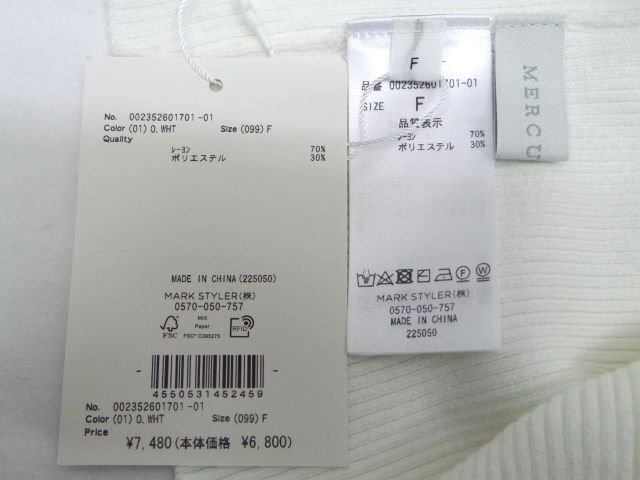 No. 002352601701-01
Color (01) O.WHT Size (099) F
Quality
ﾚｰﾖﾝ 70%
ポリエステル 30%
MADE IN CHINA (225050)
MARK STYLER(株)
0570-050-757
FSC
MIX
Paper
FSC® C095275
RFID
4550531452459
No. 002352601701-01
Color (01) O.WHT Size (099) F
Price
¥7,480(本体価格 ¥6,800)
F
品番 002352601701-01
SIZE F
品質表示
ﾚｰﾖﾝ 70%
ポリエステル 30%
MARK STYLER(株)
0570-050-757
MADE IN CHINA
225050
MERCU